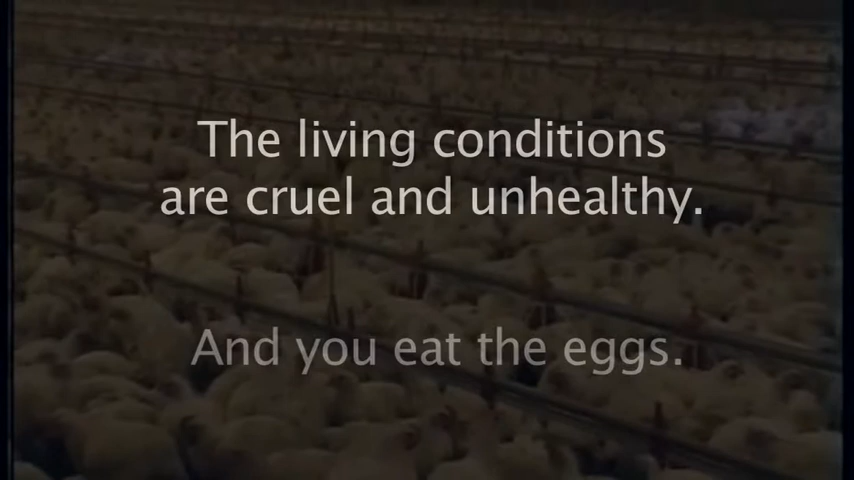 The living conditions
are cruel and unhealthy.
And you eat the eggs.